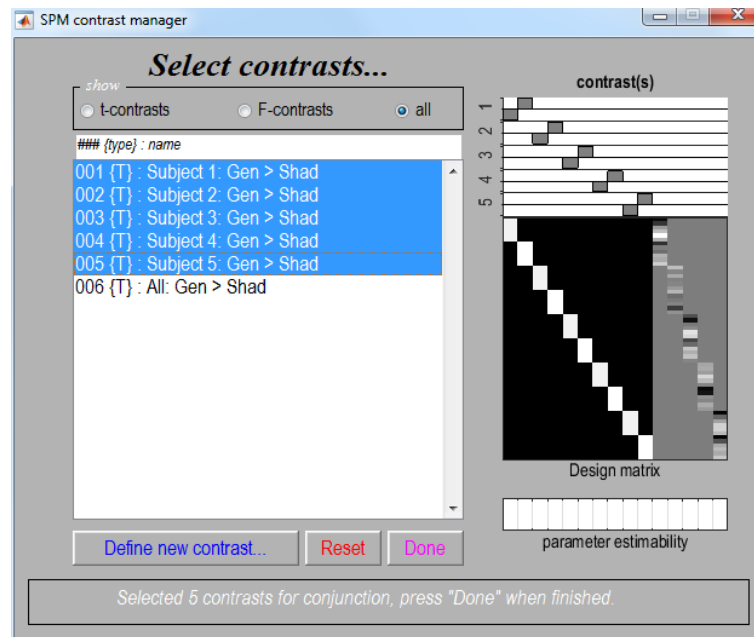 SPM contrast manager
Select contrasts...
show
t-contrasts F-contrasts all
### {type} : name
001 {T} : Subject 1: Gen > Shad
002 {T} : Subject 2: Gen > Shad
003 {T} : Subject 3: Gen > Shad
004 {T} : Subject 4: Gen > Shad
005 {T} : Subject 5: Gen > Shad
006 {T} : All: Gen > Shad
Define new contrast... Reset Done
contrast(s)
1
2
3
4
5
Design matrix
parameter estimability
Selected 5 contrasts for conjunction, press "Done" when finished.